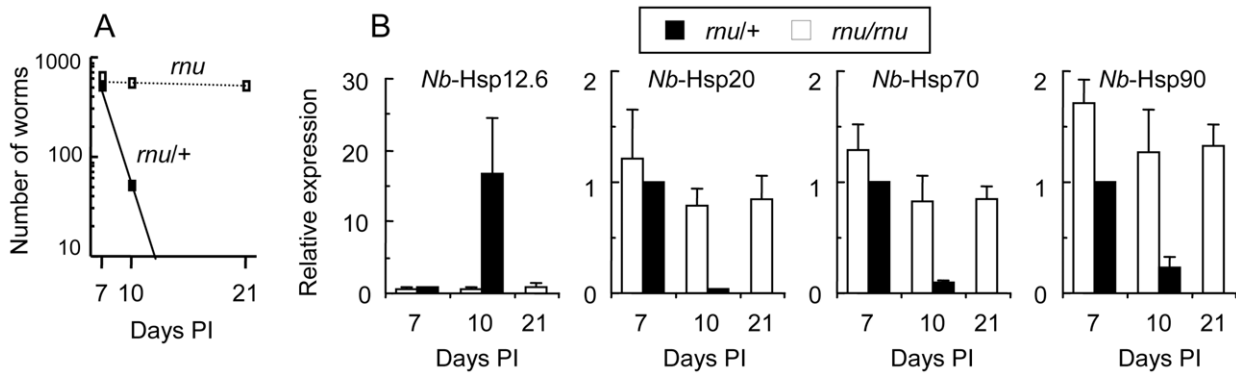 A
B
rnu/+ rnu/rnu
Number of worms
1000
100
10
rnu
rnu/+
7 10 21
Days PI
Relative expression
Nb-Hsp12.6
30
20
10
0
7 10 21
Days PI
Nb-Hsp20
2
1
0
7 10 21
Days PI
Nb-Hsp70
2
1
0
7 10 21
Days PI
Nb-Hsp90
2
1
0
7 10 21
Days PI